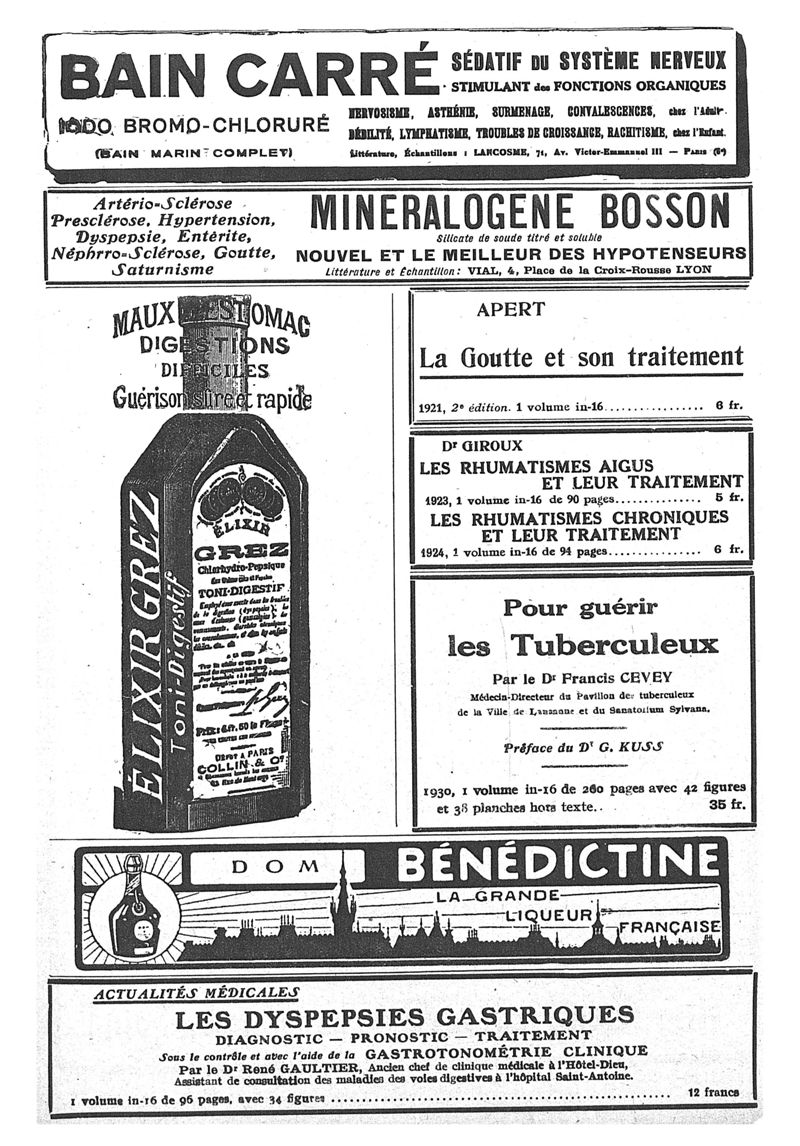 BAIN CARRÉ
SÉDATIF DU SYSTÈME NERVEUX
STIMULANT des FONCTIONS ORGANIQUES
IODO BROMO-CHLORURÉ
(BAIN MARIN COMPLET)
NERVOSISME, ASTHÉNIE, SURMENAGE, CONVALESCENCES, chez l'Adult.
DÉBILITÉ, LYMPHATISME, TROUBLES DE CROISSANCE, RACHITISME, chez l'Enfant.
Littérature, Échantillons : LANCOSME, 71, Av. Victor-Emmanuel III — PARIS (8e)
Artério-Sclérose
Presclérose, Hypertension,
Dyspepsie, Entérite,
Néphrro-Sclérose, Goutte,
Saturnisme
MINERALOGENE BOSSON
Silicate de soude titré et soluble
NOUVEL ET LE MEILLEUR DES HYPOTENSEURS
Littérature et Échantillon : VIAL, 4, Place de la Croix-Rousse LYON
MAUX D'ESTOMAC
DIGESTIONS
DIFFICILES
Guérison sûre et rapide
ÉLIXIR GREZ
Toni-Digestif
ÉLIXIR
GREZ
Chlorhydro-Pepsique
TONI-DIGESTIF
DÉPOT A PARIS
COLLIN & Cie
APERT
La Goutte et son traitement
1921, 2e édition. 1 volume in-16................ 6 fr.
Dr GIROUX
LES RHUMATISMES AIGUS
ET LEUR TRAITEMENT
1923, 1 volume in-16 de 90 pages............... 5 fr.
LES RHUMATISMES CHRONIQUES
ET LEUR TRAITEMENT
1924, 1 volume in-16 de 94 pages................ 6 fr.
Pour guérir
les Tuberculeux
Par le Dr Francis CEVEY
Médecin-Directeur du Pavillon des tuberculeux
de la Ville de Lausanne et du Sanatorium Sylvana.
Préface du Dr G. KUSS
1930, 1 volume in-16 de 260 pages avec 42 figures
et 38 planches hors texte.. 35 fr.
DOM BÉNÉDICTINE
LA GRANDE
LIQUEUR
FRANÇAISE
ACTUALITÉS MÉDICALES
LES DYSPEPSIES GASTRIQUES
DIAGNOSTIC — PRONOSTIC — TRAITEMENT
Sous le contrôle et avec l'aide de la GASTROTONOMÉTRIE CLINIQUE
Par le Dr René GAULTIER, Ancien chef de clinique médicale à l'Hôtel-Dieu,
Assistant de consultation des maladies des voies digestives à l'hôpital Saint-Antoine.
1 volume in-16 de 96 pages, avec 34 figures ................................................ 12 francs